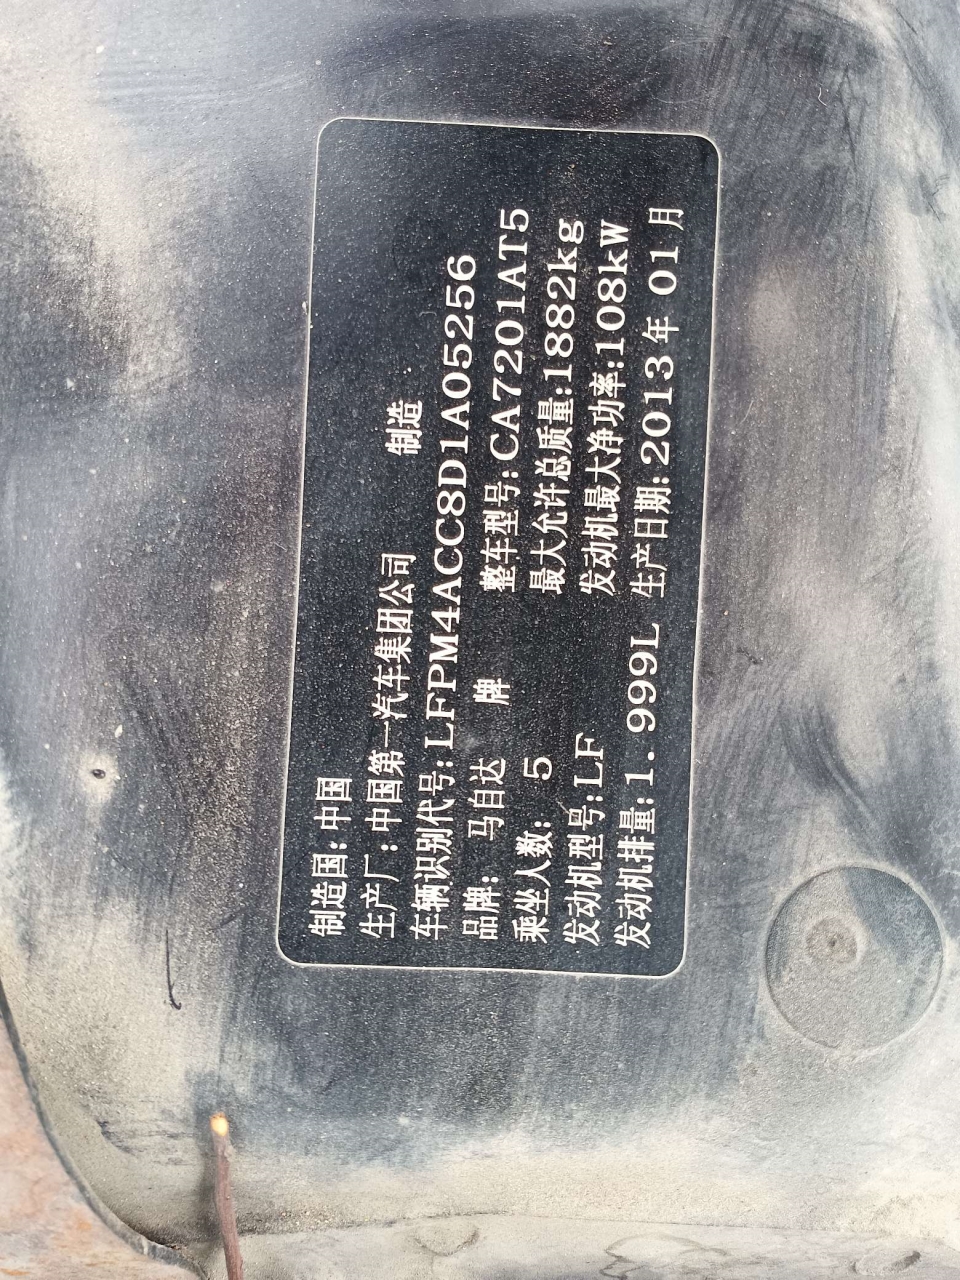 制造国：中国
生产厂：中国第一汽车集团公司 制造
车辆识别代号：LFPM4ACC8D1A05256
品牌： 马自达 牌 整车型号：CA7201AT5
乘坐人数： 5 最大允许总质量：1882kg
发动机型号：LF 发动机最大净功率：108kW
发动机排量：1.999L 生产日期：2013年01月